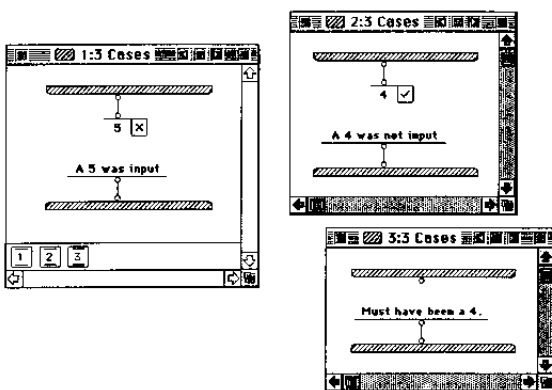 1:3 Cases
5
A 5 was input
1 2 3
2:3 Cases
4
A 4 was not input
3:3 Cases
Must have been a 4.